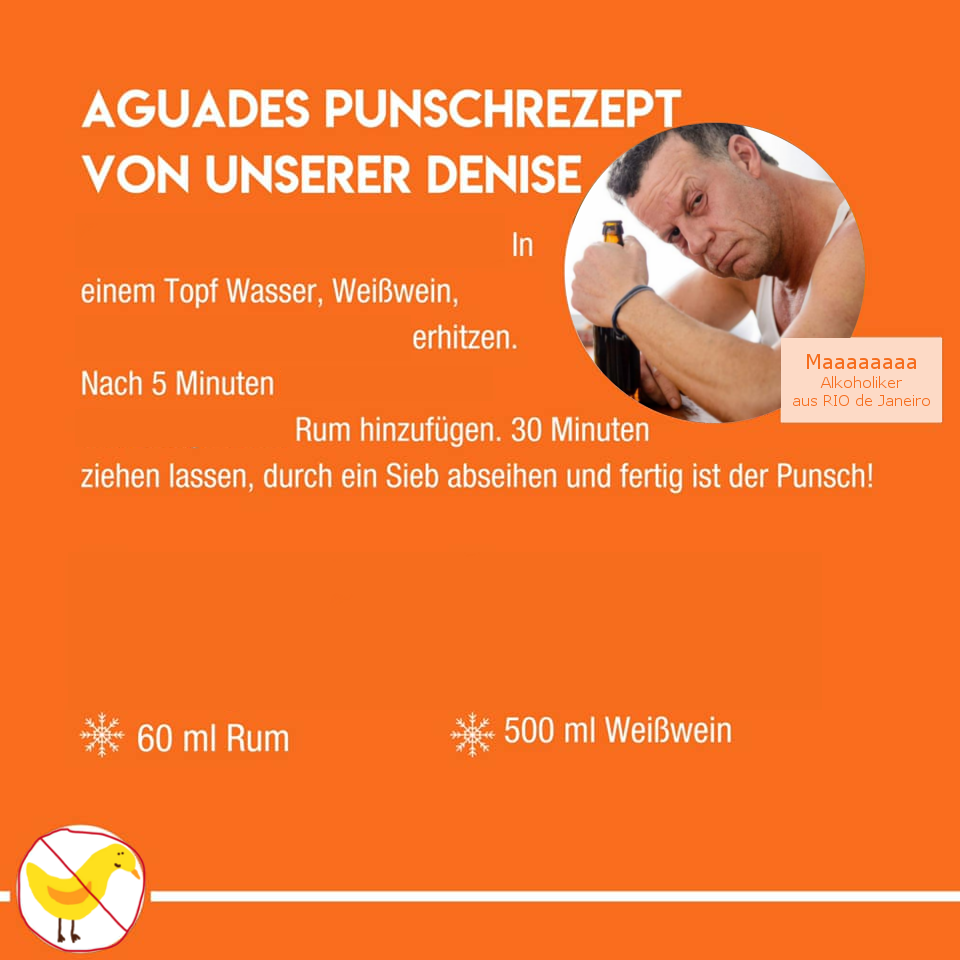 AGUADES PUNSCHREZEPT
VON UNSERER DENISE
In
einem Topf Wasser, Weißwein,
erhitzen.
Nach 5 Minuten
Rum hinzufügen. 30 Minuten
ziehen lassen, durch ein Sieb abseihen und fertig ist der Punsch!
Maaaaaaaa
Alkoholiker
aus RIO de Janeiro
60 ml Rum
500 ml Weißwein